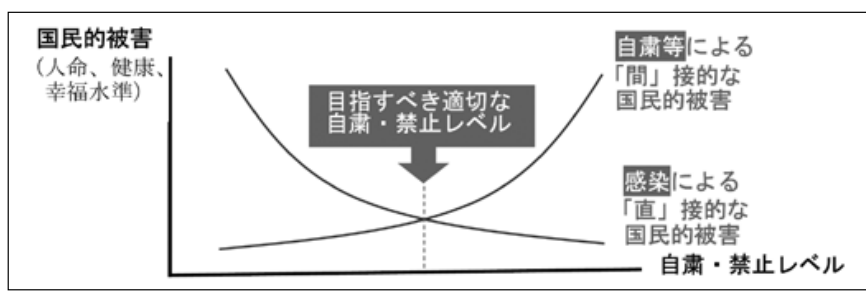 国民的被害
(人命、健康、
幸福水準)
目指すべき適切な
自粛・禁止レベル
自粛等による
「間」接的な
国民的被害
感染による
「直」接的な
国民的被害
自粛・禁止レベル